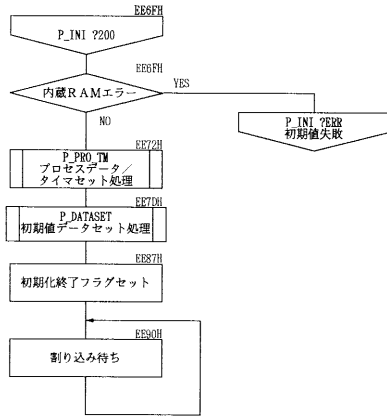 EE6FH
P_INI ?200
EE6FH
内蔵RAMエラー
YES
NO
P_INI ?ERR
初期値失敗
EE72H
P_PRO_TM
プロセスデータ/
タイマセット処理
EE7DH
P_DATASET
初期値データセット処理
EE87H
初期化終了フラグセット
EE90H
割り込み待ち